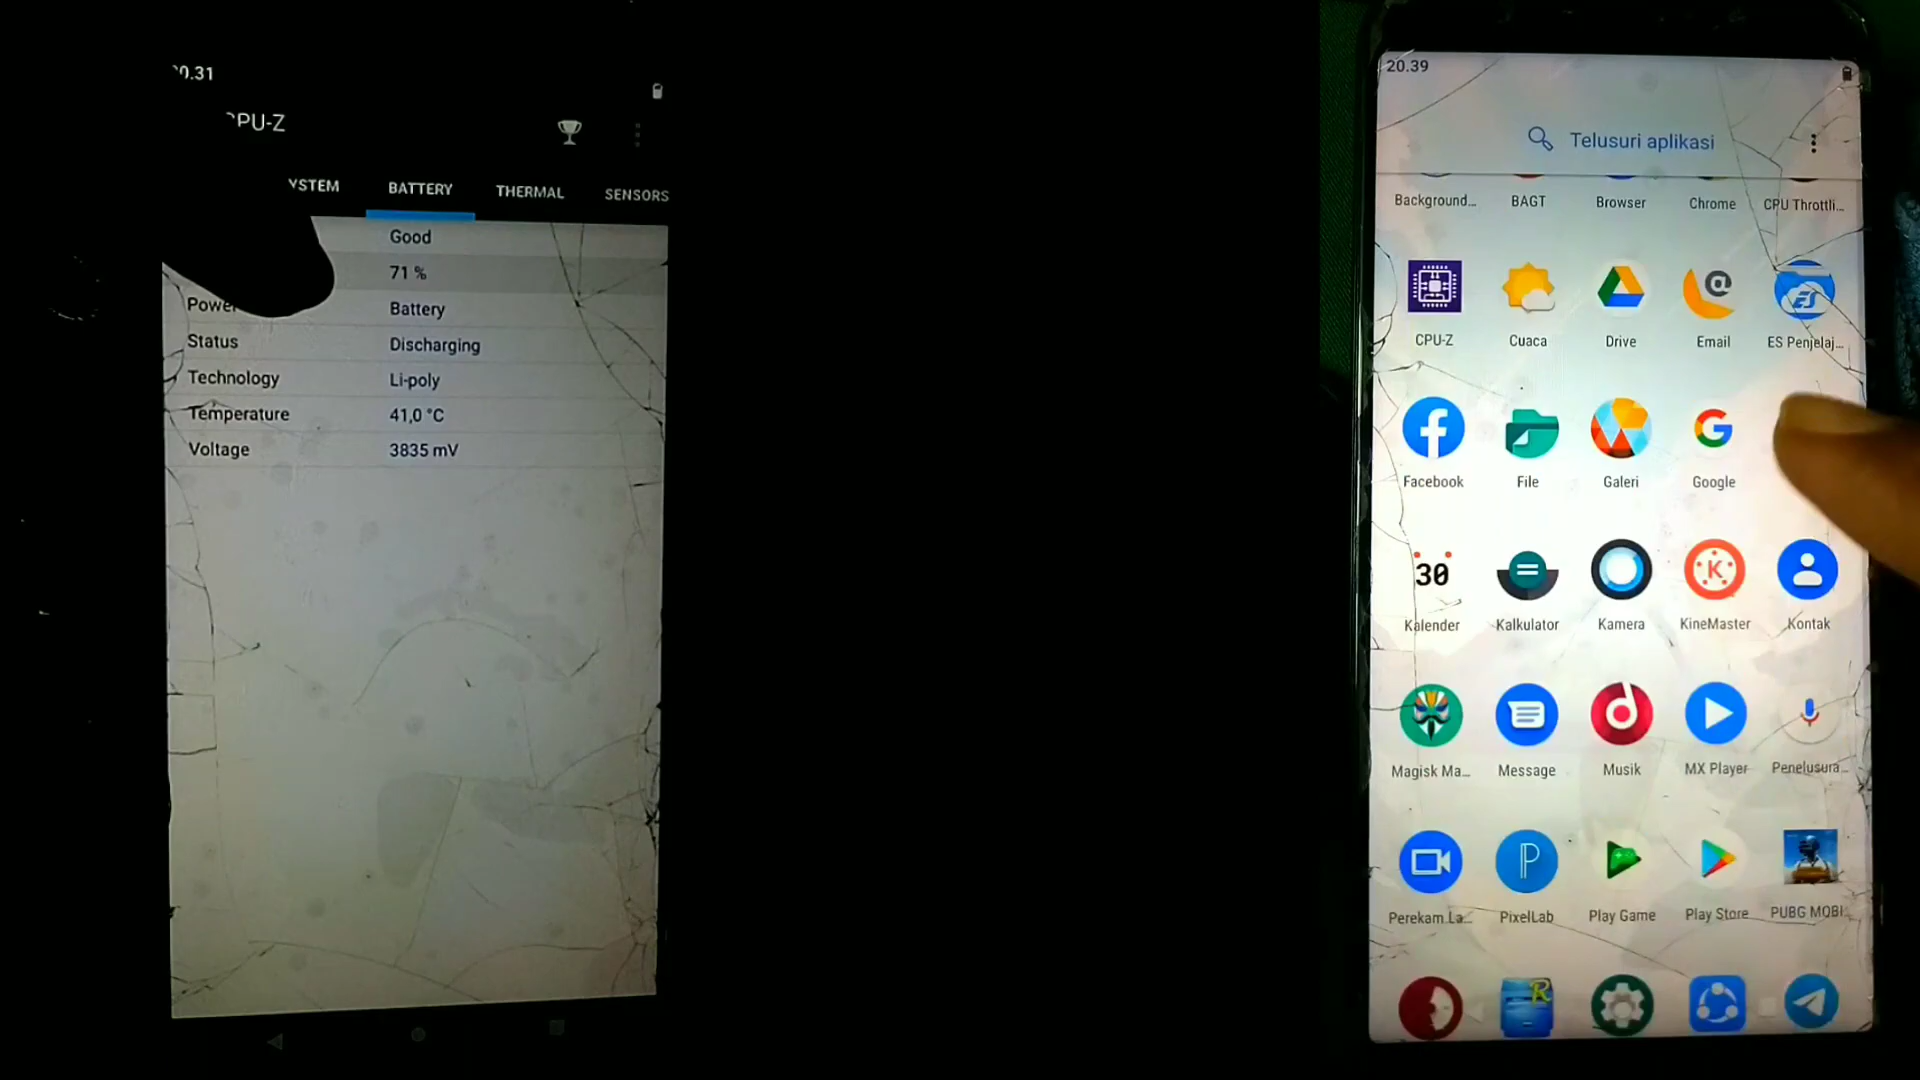 20.31
CPU-Z
YSTEM BATTERY THERMAL SENSORS
Good
71 %
Power Battery
Status Discharging
Technology Li-poly
Temperature 41,0 °C
Voltage 3835 mV
20.39
Telusuri aplikasi
Background... BAGT Browser Chrome CPU Throttli...
CPU-Z Cuaca Drive Email ES Penjelaj...
Facebook File Galeri Google
30
Kalender Kalkulator Kamera KineMaster Kontak
Magisk Ma... Message Musik MX Player Penelusura...
Perekam La... PixelLab Play Game Play Store PUBG MOBI...